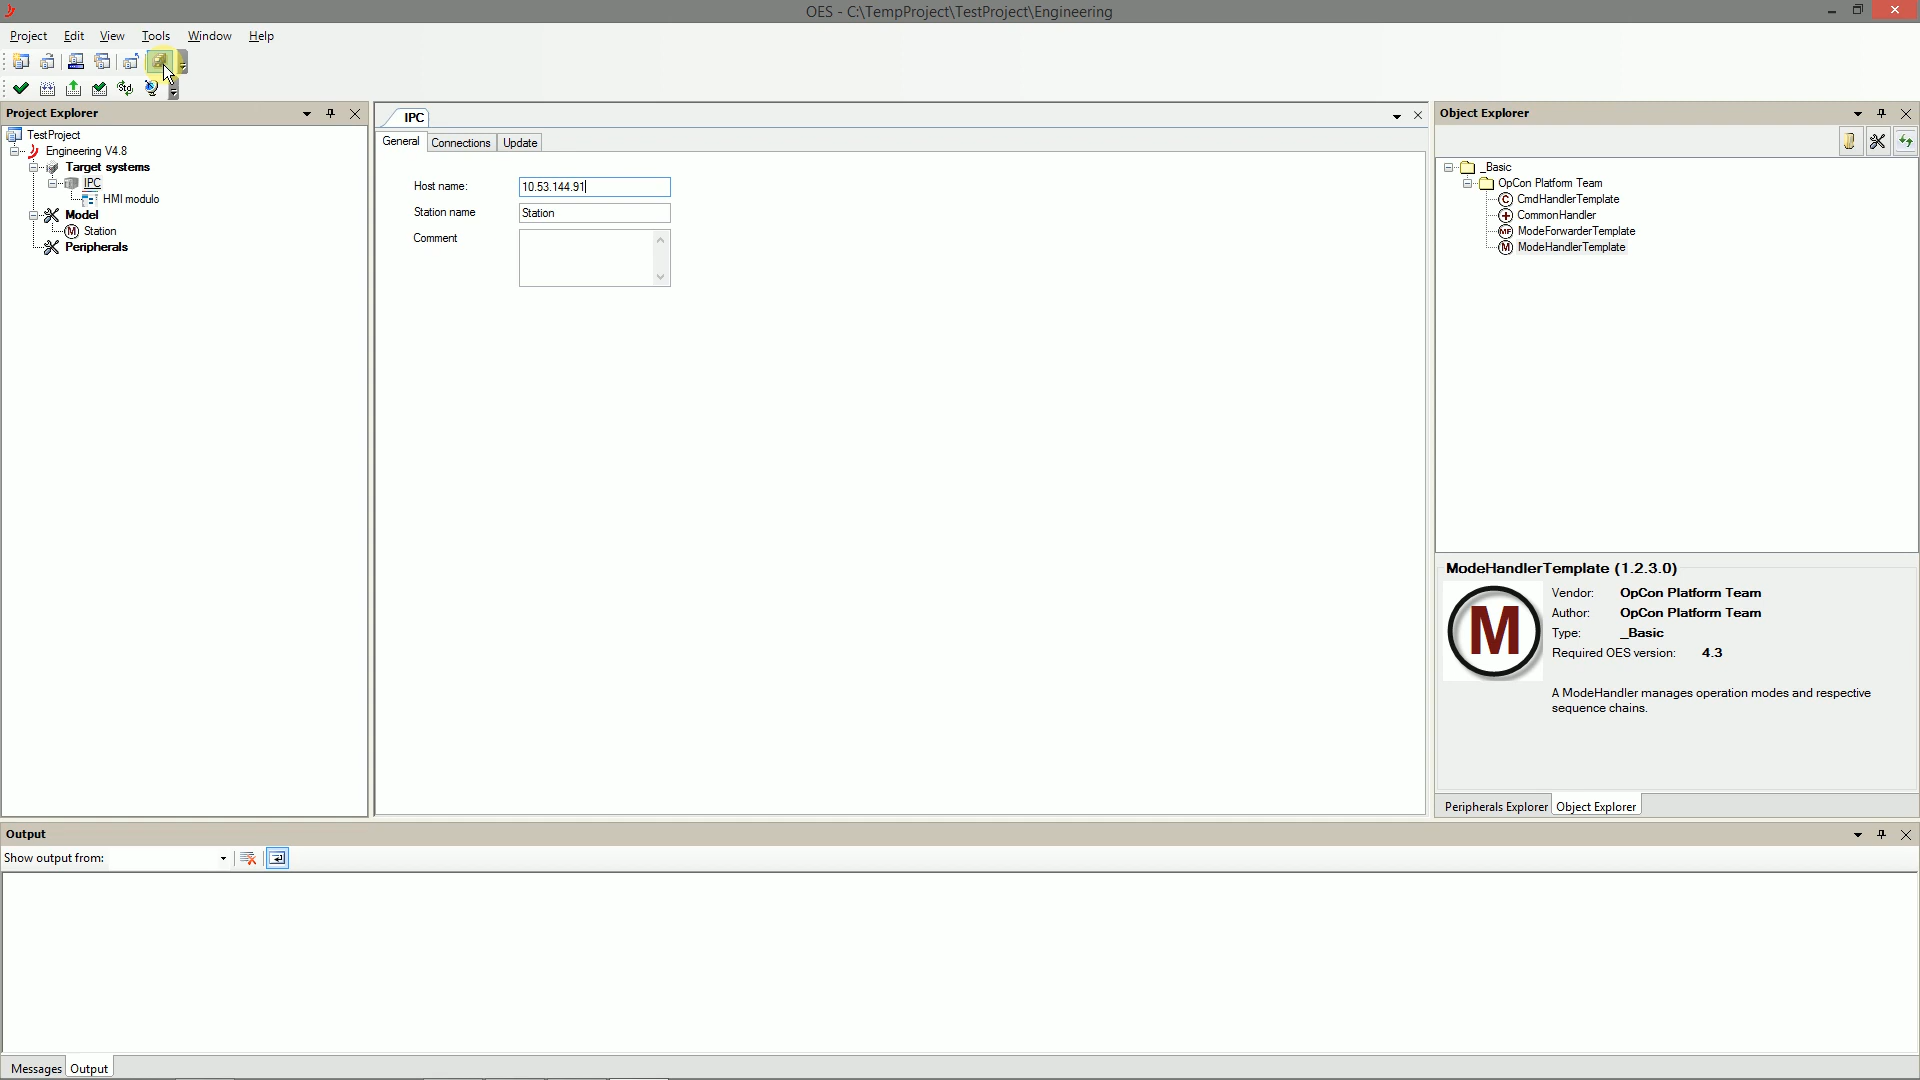 OES - C:\TempProject\TestProject\Engineering
Project Edit View Tools Window Help
Std
Project Explorer
TestProject
Engineering V4.8
Target systems
IPC
HMI modulo
Model
M Station
Peripherals
IPC
General Connections Update
Host name: 10.53.144.91
Station name Station
Comment
Object Explorer
_Basic
OpCon Platform Team
C CmdHandlerTemplate
CommonHandler
MF ModeForwarderTemplate
M ModeHandlerTemplate
ModeHandlerTemplate (1.2.3.0)
M
Vendor: OpCon Platform Team
Author: OpCon Platform Team
Type: _Basic
Required OES version: 4.3
A ModeHandler manages operation modes and respective
sequence chains.
Peripherals Explorer Object Explorer
Output
Show output from:
Messages Output